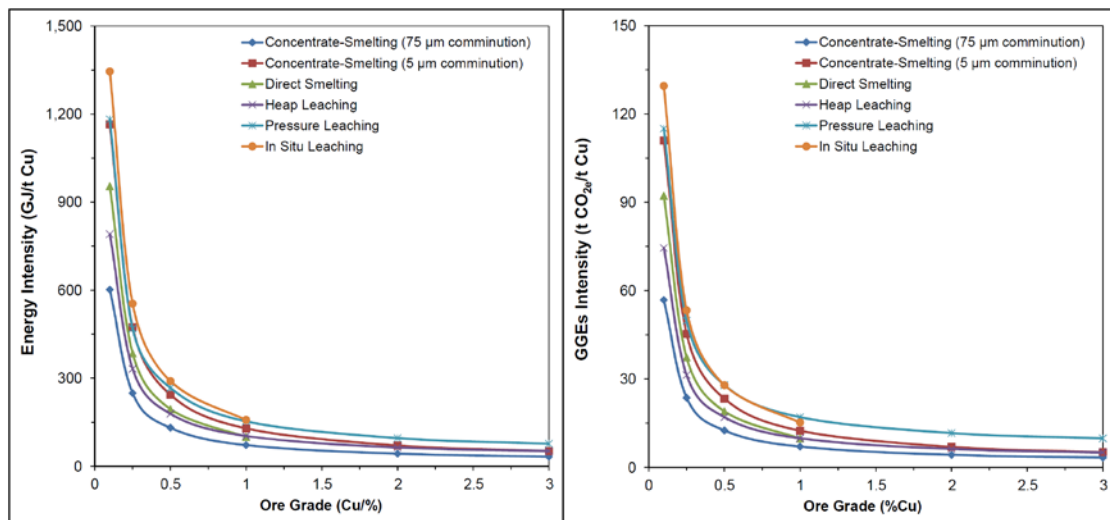 1,500
1,200
900
600
300
0
Energy Intensity (GJ/t Cu)
Concentrate-Smelting (75 µm comminution)
Concentrate-Smelting (5 µm comminution)
Direct Smelting
Heap Leaching
Pressure Leaching
In Situ Leaching
0 0.5 1 1.5 2 2.5 3
Ore Grade (Cu/%)
150
120
90
60
30
0
GGEs Intensity (t CO2e/t Cu)
Concentrate-Smelting (75 µm comminution)
Concentrate-Smelting (5 µm comminution)
Direct Smelting
Heap Leaching
Pressure Leaching
In Situ Leaching
0 0.5 1 1.5 2 2.5 3
Ore Grade (%Cu)